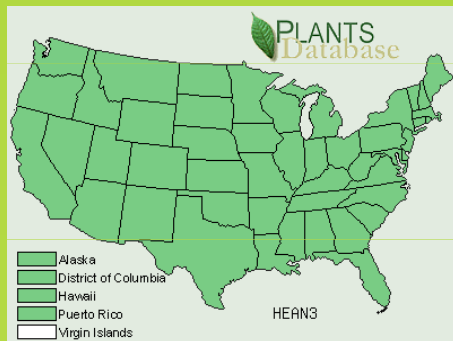 PLANTS
Database
Alaska
District of Columbia
Hawaii
Puerto Rico
Virgin Islands
HEAN3